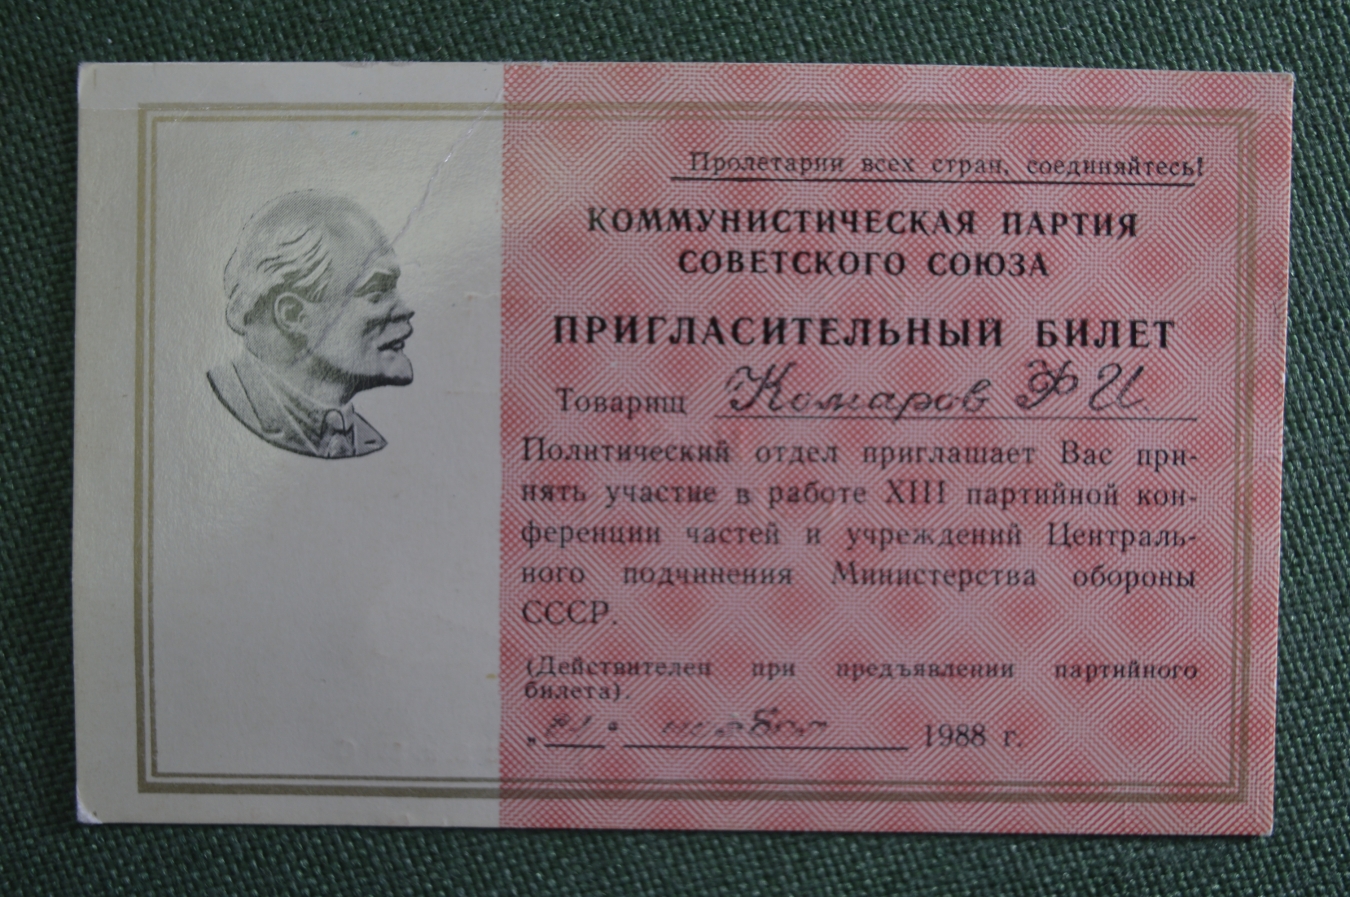 Пролетарии всех стран, соединяйтесь!
КОММУНИСТИЧЕСКАЯ ПАРТИЯ
СОВЕТСКОГО СОЮЗА
ПРИГЛАСИТЕЛЬНЫЙ БИЛЕТ
Товарищ Комаров Ф И
Политический отдел приглашает Вас при-
нять участие в работе XIII партийной кон-
ференции частей и учреждений Централь-
ного подчинения Министерства обороны
СССР.
(Действителен при предъявлении партийного
билета).
1988 г.